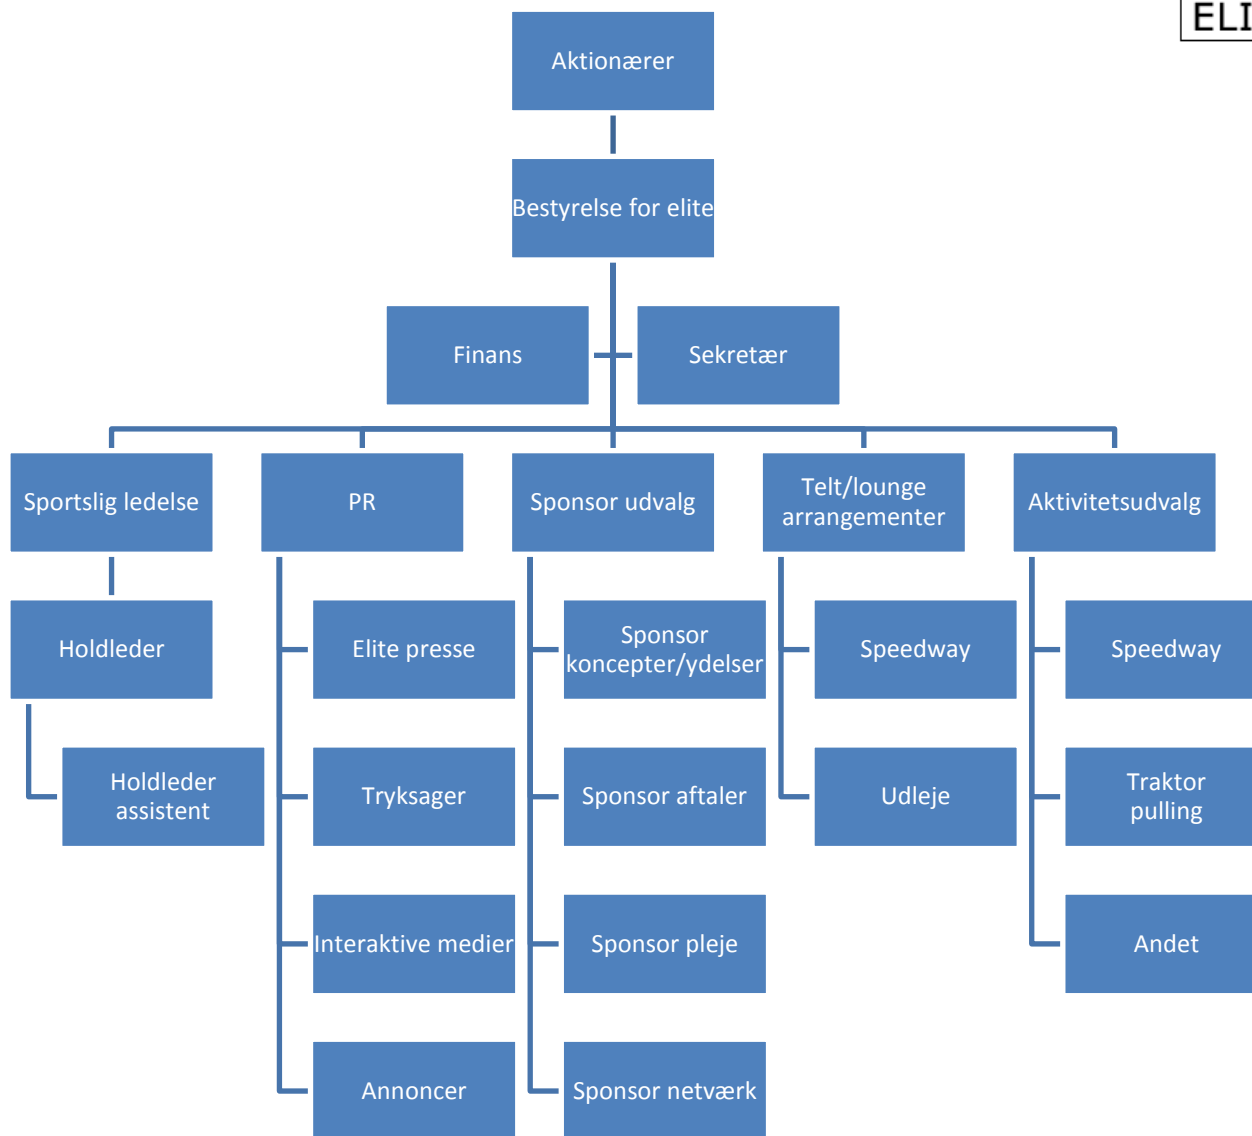 ELI
Aktionærer
Bestyrelse for elite
Finans
Sekretær
Sportslig ledelse
PR
Sponsor udvalg
Telt/lounge
arrangementer
Aktivitetsudvalg
Holdleder
Elite presse
Sponsor
koncepter/ydelser
Speedway
Speedway
Holdleder
assistent
Tryksager
Sponsor aftaler
Udleje
Traktor
pulling
Interaktive medier
Sponsor pleje
Andet
Annoncer
Sponsor netværk